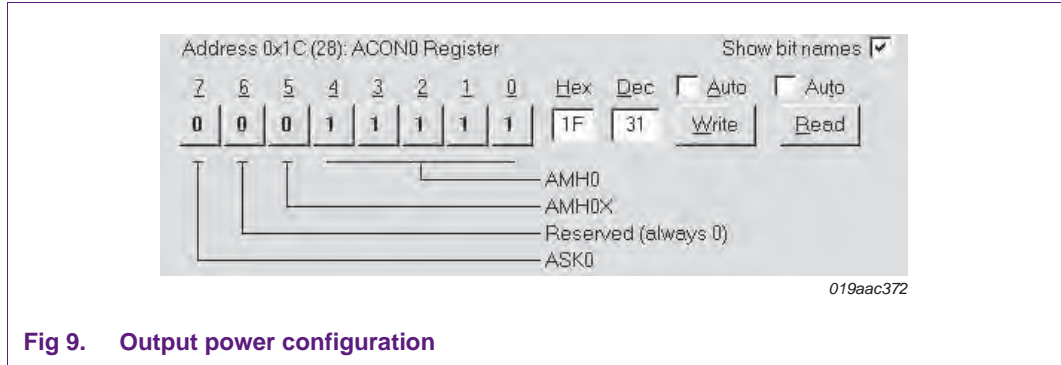 Address 0x1C (28): ACON0 Register Show bit names
7 6 5 4 3 2 1 0 Hex Dec Auto Auto
0 0 0 1 1 1 1 1 1F 31 Write Read
AMH0
AMH0X
Reserved (always 0)
ASK0
019aac372
Fig 9. Output power configuration